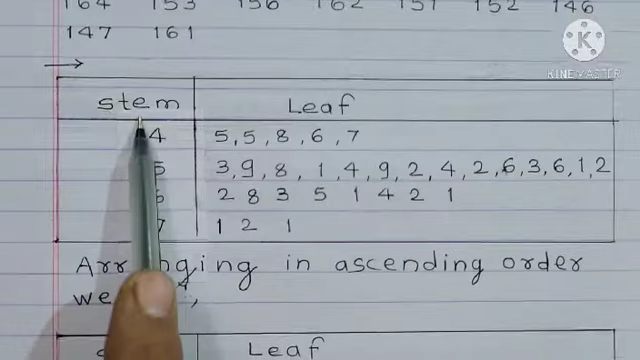 164 153 156 162 151 152 146
147 161
KINEMASTER
stem Leaf
4 5, 5, 8, 6, 7
5 3, 9, 8, 1, 4, 9, 2, 4, 2, 6, 3, 6, 1, 2
6 2 8 3 5 1 4 2 1
7 1 2 1
in ascending order
we
Leaf